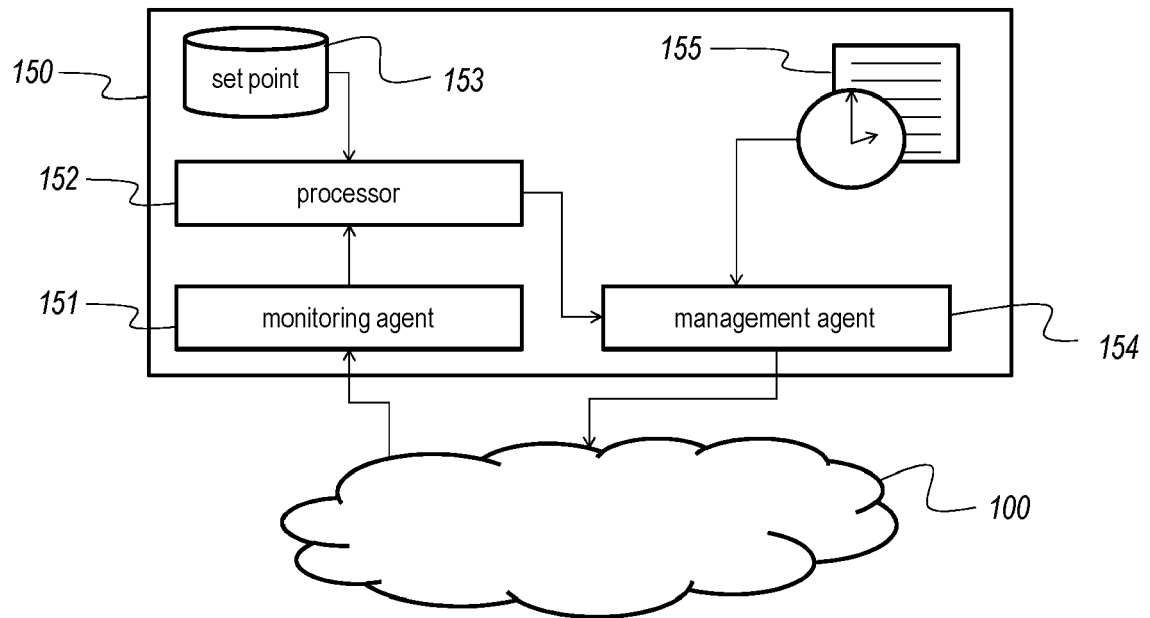 set point
153
155
150
152
processor
151
monitoring agent
management agent
154
100